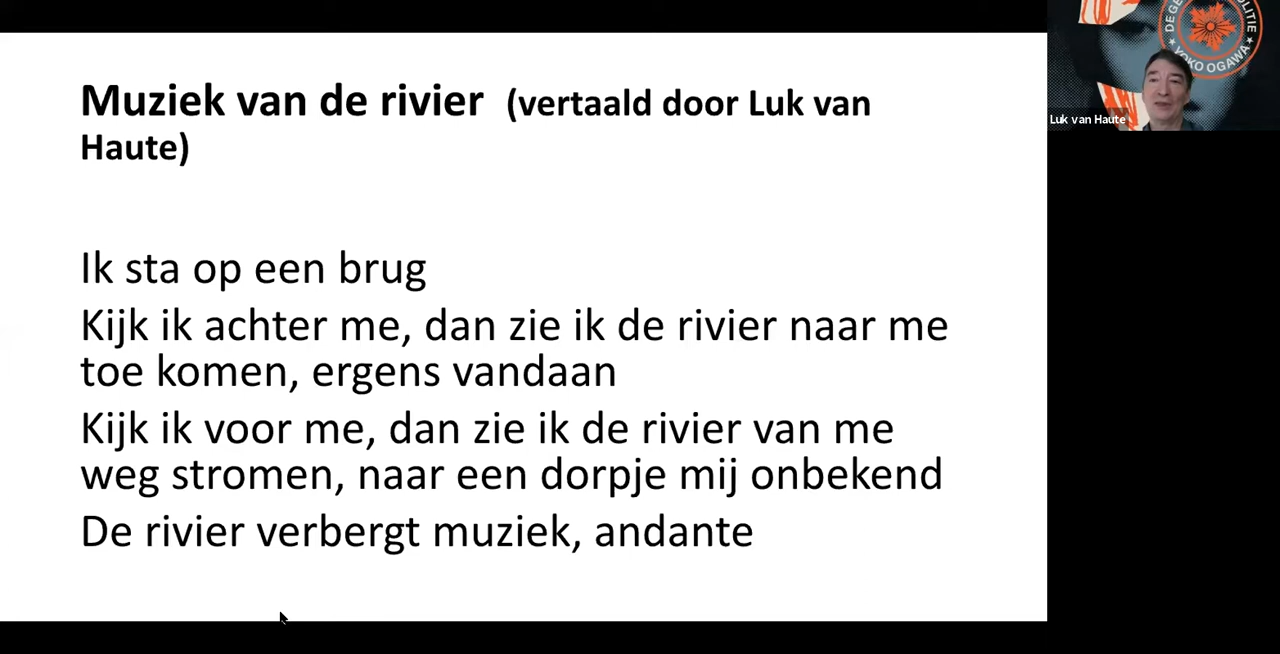 Muziek van de rivier (vertaald door Luk van
Haute)
Ik sta op een brug
Kijk ik achter me, dan zie ik de rivier naar me
toe komen, ergens vandaan
Kijk ik voor me, dan zie ik de rivier van me
weg stromen, naar een dorpje mij onbekend
De rivier verbergt muziek, andante
YOKO OGAWA
Luk van Haute